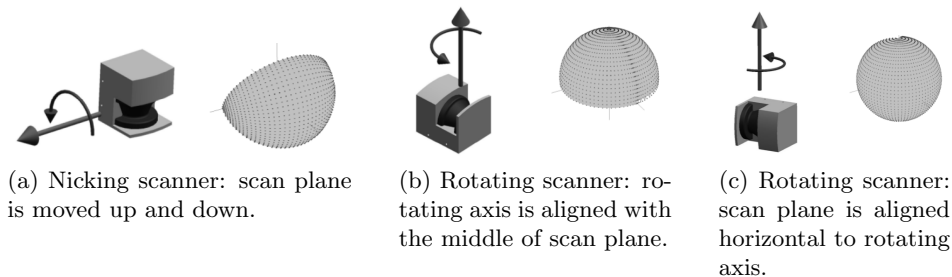 (a) Nicking scanner: scan plane
is moved up and down.
(b) Rotating scanner: ro-
tating axis is aligned with
the middle of scan plane.
(c) Rotating scanner:
scan plane is aligned
horizontal to rotating
axis.